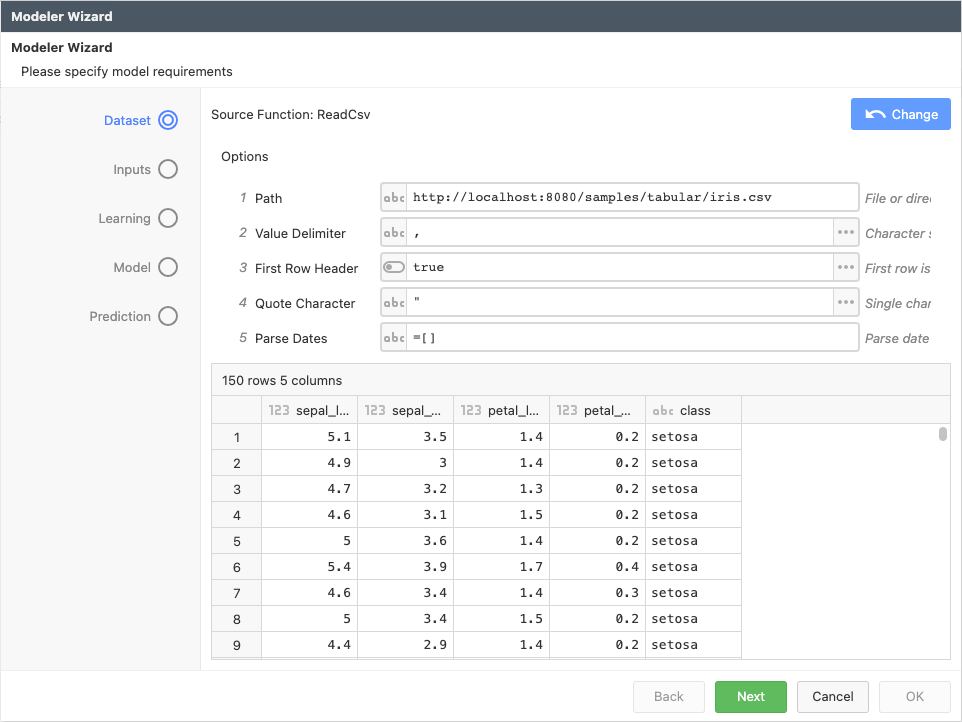 Modeler Wizard
Modeler Wizard
Please specify model requirements
Dataset
Inputs
Learning
Model
Prediction
Source Function: ReadCsv
Change
Options
1 Path abc http://localhost:8080/samples/tabular/iris.csv File or dire
2 Value Delimiter abc , ••• Character s
3 First Row Header true ••• First row is
4 Quote Character abc " ••• Single char
5 Parse Dates abc =[] Parse date
150 rows 5 columns
123 sepal_l... 123 sepal_... 123 petal_l... 123 petal_... abc class
1 5.1 3.5 1.4 0.2 setosa
2 4.9 3 1.4 0.2 setosa
3 4.7 3.2 1.3 0.2 setosa
4 4.6 3.1 1.5 0.2 setosa
5 5 3.6 1.4 0.2 setosa
6 5.4 3.9 1.7 0.4 setosa
7 4.6 3.4 1.4 0.3 setosa
8 5 3.4 1.5 0.2 setosa
9 4.4 2.9 1.4 0.2 setosa
Back Next Cancel OK